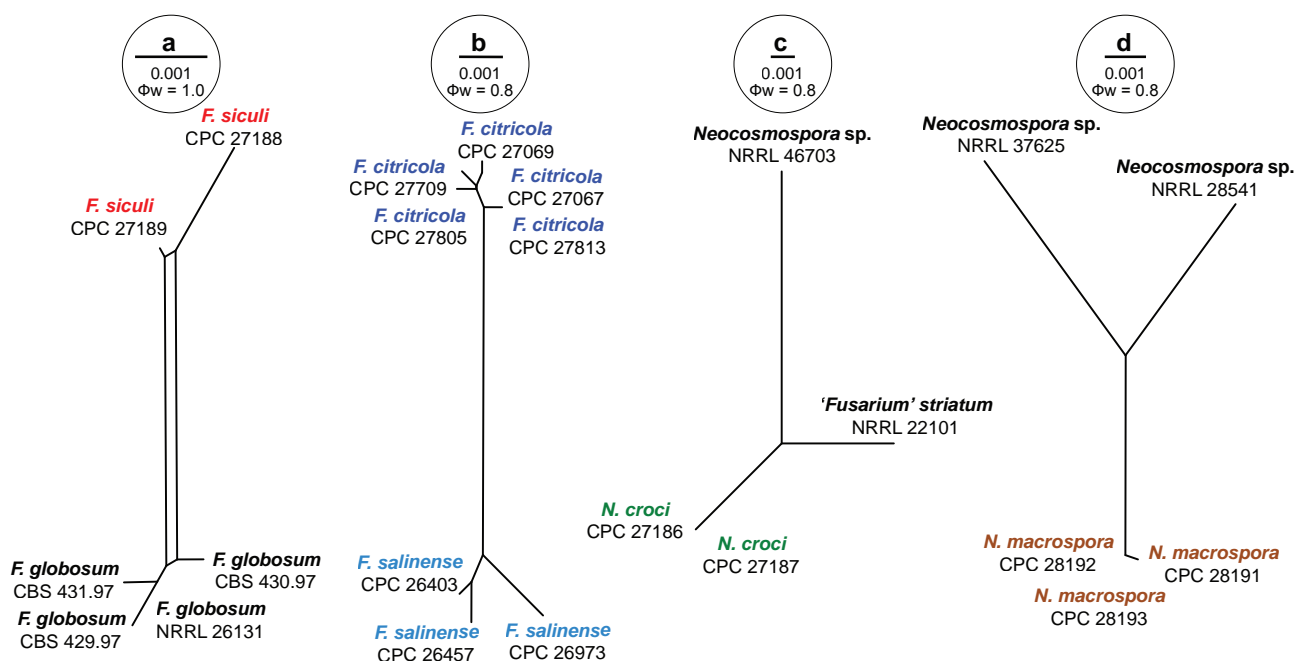 a
0.001
Φw = 1.0
F. siculi
CPC 27188
F. siculi
CPC 27189
F. globosum
CBS 431.97
F. globosum
CBS 430.97
F. globosum
CBS 429.97
F. globosum
NRRL 26131
b
0.001
Φw = 0.8
F. citricola
CPC 27069
F. citricola
CPC 27709
F. citricola
CPC 27067
F. citricola
CPC 27805
F. citricola
CPC 27813
F. salinense
CPC 26403
F. salinense
CPC 26457
F. salinense
CPC 26973
c
0.001
Φw = 0.8
Neocosmospora sp.
NRRL 46703
'Fusarium' striatum
NRRL 22101
N. croci
CPC 27186
N. croci
CPC 27187
d
0.001
Φw = 0.8
Neocosmospora sp.
NRRL 37625
Neocosmospora sp.
NRRL 28541
N. macrospora
CPC 28192
N. macrospora
CPC 28191
N. macrospora
CPC 28193